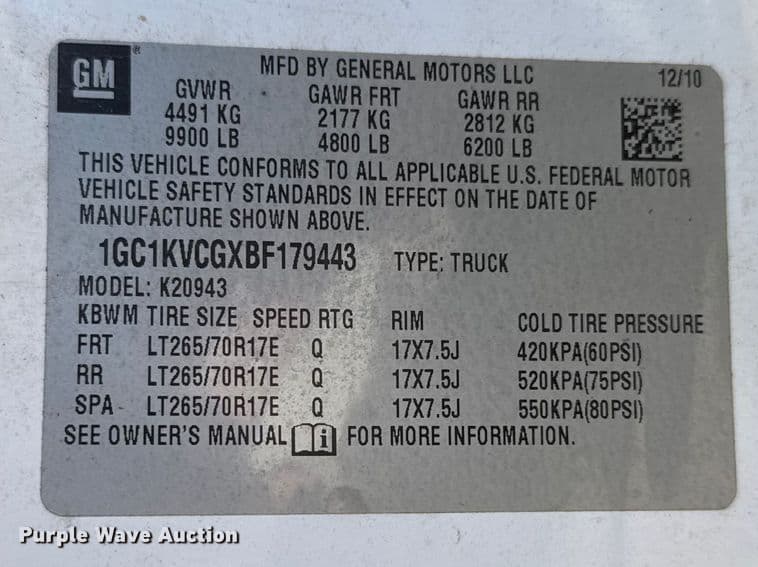 GM ®
MFD BY GENERAL MOTORS LLC 12/10
GVWR GAWR FRT GAWR RR
4491 KG 2177 KG 2812 KG
9900 LB 4800 LB 6200 LB
THIS VEHICLE CONFORMS TO ALL APPLICABLE U.S. FEDERAL MOTOR
VEHICLE SAFETY STANDARDS IN EFFECT ON THE DATE OF
MANUFACTURE SHOWN ABOVE.
1GC1KVCGXBF179443 TYPE: TRUCK
MODEL: K20943
KBWM TIRE SIZE SPEED RTG RIM COLD TIRE PRESSURE
FRT LT265/70R17E Q 17X7.5J 420KPA(60PSI)
RR LT265/70R17E Q 17X7.5J 520KPA(75PSI)
SPA LT265/70R17E Q 17X7.5J 550KPA(80PSI)
SEE OWNER'S MANUAL i FOR MORE INFORMATION.
Purple Wave Auction